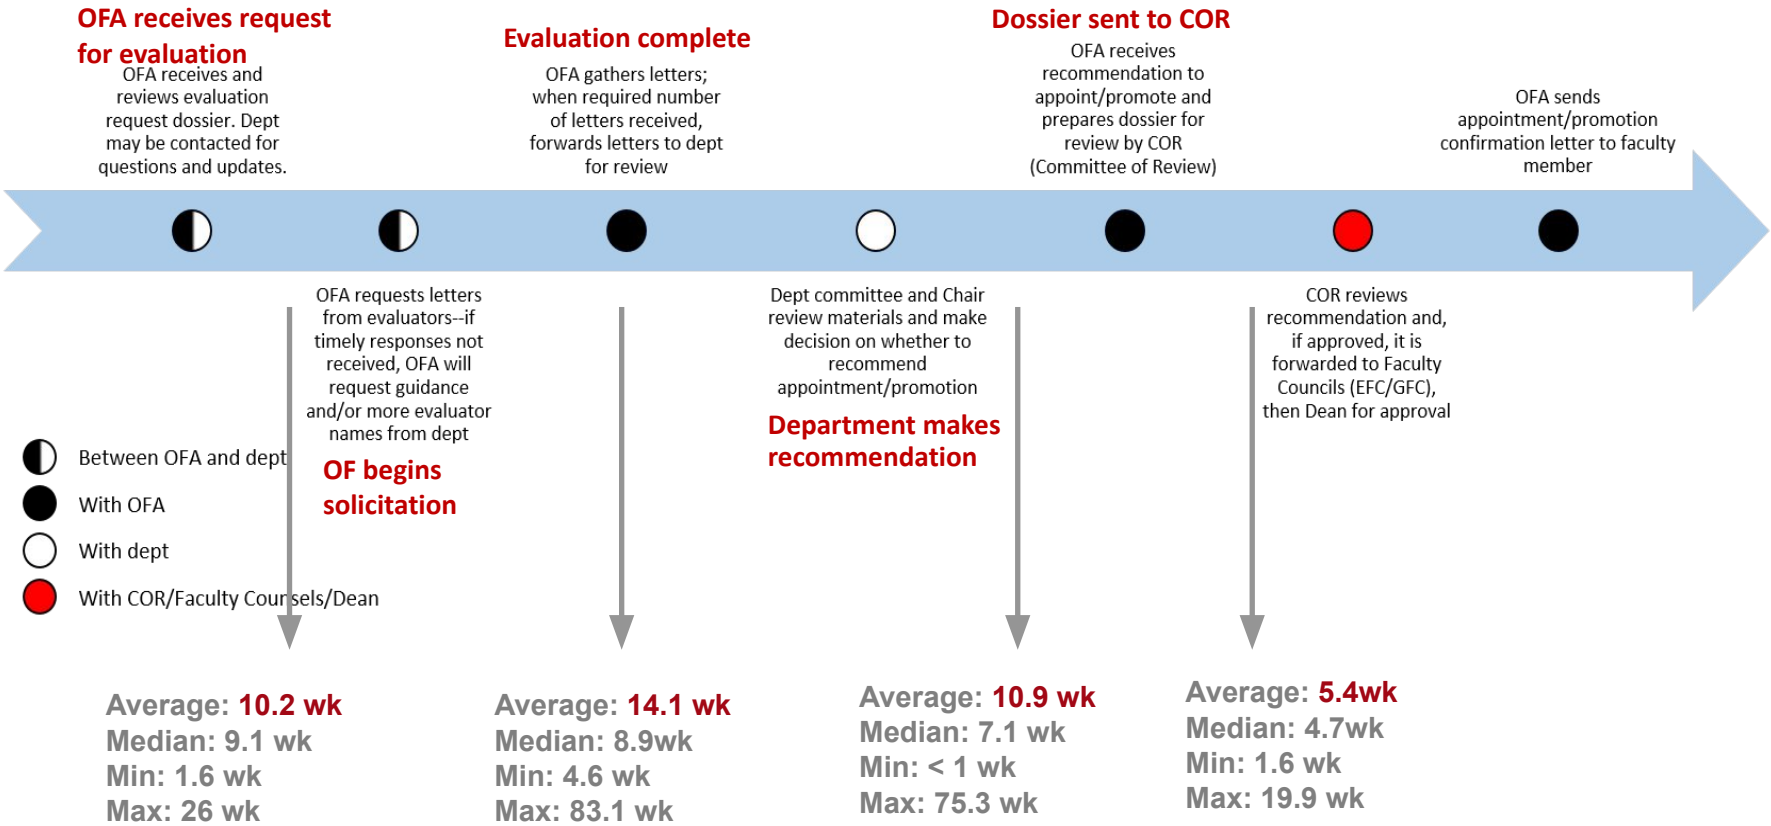 OFA receives request
for evaluation
OFA receives and
reviews evaluation
request dossier. Dept
may be contacted for
questions and updates.
Evaluation complete
OFA gathers letters;
when required number
of letters received,
forwards letters to dept
for review
Dossier sent to COR
OFA receives
recommendation to
appoint/promote and
prepares dossier for
review by COR
(Committee of Review)
OFA sends
appointment/promotion
confirmation letter to faculty
member
OFA requests letters
from evaluators--if
timely responses not
received, OFA will
request guidance
and/or more evaluator
names from dept
OF begins
solicitation
Dept committee and Chair
review materials and make
decision on whether to
recommend
appointment/promotion
Department makes
recommendation
COR reviews
recommendation and,
if approved, it is
forwarded to Faculty
Councils (EFC/GFC),
then Dean for approval
Between OFA and dept
With OFA
With dept
With COR/Faculty Counsels/Dean
Average: 10.2 wk
Median: 9.1 wk
Min: 1.6 wk
Max: 26 wk
Average: 14.1 wk
Median: 8.9wk
Min: 4.6 wk
Max: 83.1 wk
Average: 10.9 wk
Median: 7.1 wk
Min: < 1 wk
Max: 75.3 wk
Average: 5.4wk
Median: 4.7wk
Min: 1.6 wk
Max: 19.9 wk